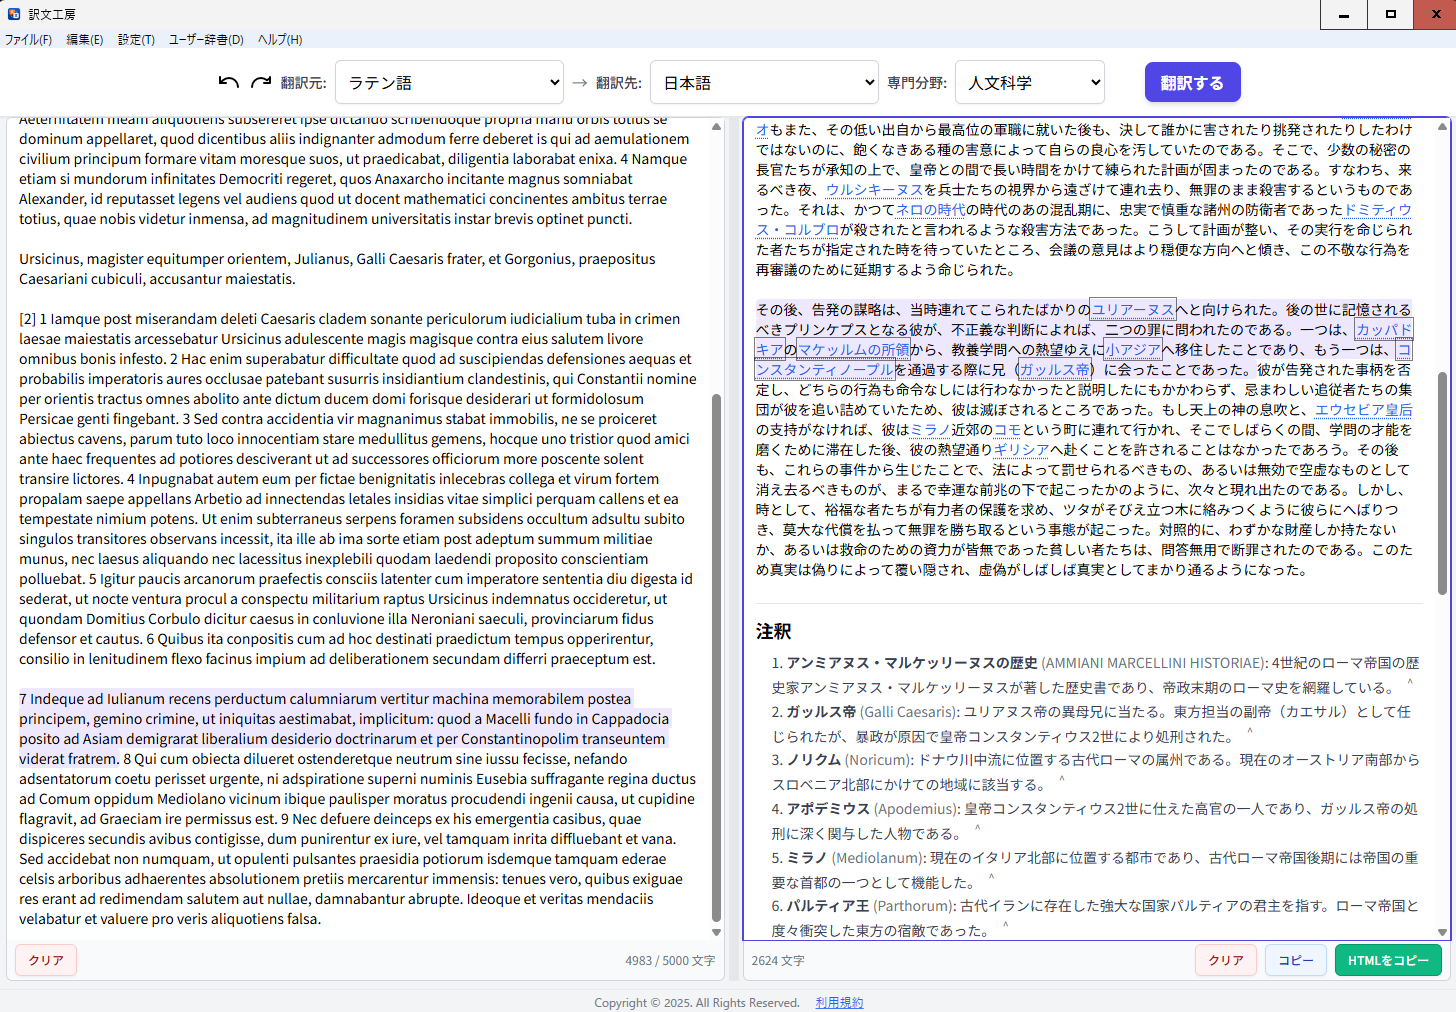 訳文工房
ファイル(F) 編集(E) 設定(T) ユーザー辞書(D) ヘルプ(H)
翻訳元: ラテン語 → 翻訳先: 日本語 専門分野: 人文科学 翻訳する
Aeternitatem meam aliquotiens subsereret ipse dictando scribendoque propria manu orbis totius se
dominum appellaret, quod dicentibus aliis indignanter admodum ferre deberet is qui ad aemulationem
civilium principum formare vitam moresque suos, ut praedicabat, diligentia laborabat enixa. 4 Namque
etiam si mundorum infinitates Democriti regeret, quos Anaxarcho incitante magnus somniabat
Alexander, id reputasset legens vel audiens quod ut docent mathematici concinentes ambitus terrae
totius, quae nobis videtur inmensa, ad magnitudinem universitatis instar brevis optinet puncti.
Ursicinus, magister equitumper orientem, Julianus, Galli Caesaris frater, et Gorgonius, praepositus
Caesariani cubiculi, accusantur maiestatis.
[2] 1 Iamque post miserandam deleti Caesaris cladem sonante periculorum iudicialium tuba in crimen
laesae maiestatis arcessebatur Ursicinus adulescente magis magisque contra eius salutem livore
omnibus bonis infesto. 2 Hac enim superabatur difficultate quod ad suscipiendas defensiones aequas et
probabilis imperatoris aures occlusae patebant susurris insidiantium clandestinis, qui Constantii nomine
per orientis tractus omnes abolito ante dictum ducem domi forisque desiderari ut formidolosum
Persicae genti fingebant. 3 Sed contra accidentia vir magnanimus stabat immobilis, ne se proiceret
abiectus cavens, parum tuto loco innocentiam stare medullitus gemens, hocque uno tristior quod amici
ante haec frequentes ad potiores desciverant ut ad successores officiorum more poscente solent
transire lictores. 4 Inpugnabat autem eum per fictae benignitatis inlecebras collega et virum fortem
propalam saepe appellans Arbetio ad innectendas letales insidias vitae simplici perquam callens et ea
tempestate nimium potens. Ut enim subterraneus serpens foramen subsidens occultum adsultu subito
singulos transitores observans incessit, ita ille ab ima sorte etiam post adeptum summum militiae
munus, nec laesus aliquando nec lacessitus inexplebili quodam laedendi proposito conscientiam
polluebat. 5 Igitur paucis arcanorum praefectis consciis latenter cum imperatore sententia diu digesta id
sederat, ut nocte ventura procul a conspectu militarium raptus Ursicinus indemnatus occideretur, ut
quondam Domitius Corbulo dicitur caesus in conluvione illa Neroniani saeculi, provinciarum fidus
defensor et cautus. 6 Quibus ita conpositis cum ad hoc destinati praedictum tempus opperirentur,
consilio in lenitudinem flexo facinus impium ad deliberationem secundam differri praeceptum est.
7 Indeque ad Iulianum recens perductum calumniarum vertitur machina memorabilem postea
principem, gemino crimine, ut iniquitas aestimabat, implicitum: quod a Macelli fundo in Cappadocia
posito ad Asiam demigrarat liberalium desiderio doctrinarum et per Constantinopolim transeuntem
viderat fratrem. 8 Qui cum obiecta dilueret ostenderetque neutrum sine iussu fecisse, nefando
adsentatorum coetu perisset urgente, ni adspiratione superni numinis Eusebia suffragante regina ductus
ad Comum oppidum Mediolano vicinum ibique paulisper moratus procudendi ingenii causa, ut cupidine
flagravit, ad Graeciam ire permissus est. 9 Nec defuere deinceps ex his emergentia casibus, quae
dispiceres secundis avibus contigisse, dum punirentur ex iure, vel tamquam inrita diffluebant et vana.
Sed accidebat non numquam, ut opulenti pulsantes praesidia potiorum isdemque tamquam ederae
celsis arboribus adhaerentes absolutionem pretiis mercarentur immensis: tenues vero, quibus exiguae
res erant ad redimendam salutem aut nullae, damnabantur abrupte. Ideoque et veritas mendaciis
velabatur et valuere pro veris aliquotiens falsa.
クリア 4983 / 5000 文字
オもまた、その低い出自から最高位の軍職に就いた後も、決して誰かに害されたり挑発されたりしたわけ
ではないのに、飽くなきある種の害意によって自らの良心を汚していたのである。そこで、少数の秘密の
長官たちが承知の上で、皇帝との間で長い時間をかけて練られた計画が固まったのである。すなわち、来
るべき夜、ウルシキーヌスを兵士たちの視界から遠ざけて連れ去り、無罪のまま殺害するというものであ
った。それは、かつてネロの時代の時代のあの混乱期に、忠実で慎重な諸州の防衛者であったドミティウ
ス・コルブロが殺されたと言われるような殺害方法であった。こうして計画が整い、その実行を命じられ
た者たちが指定された時を待っていたところ、会議の意見はより穏便な方向へと傾き、この不敬な行為を
再審議のために延期するよう命じられた。
その後、告発の謀略は、当時連れてこられたばかりのユリアーヌスへと向けられた。後の世に記憶される
べきプリンケプスとなる彼が、不正義な判断によれば、二つの罪に問われたのである。一つは、カッパド
キアのマケッルムの所領から、教養学問への熱望ゆえに小アジアへ移住したことであり、もう一つは、コ
ンスタンティノープルを通過する際に兄（ガッルス帝）に会ったことであった。彼が告発された事柄を否
定し、どちらの行為も命令なしには行わなかったと説明したにもかかわらず、忌まわしい追従者たちの集
団が彼を追い詰めていたため、彼は滅ぼされるところであった。もし天上の神の息吹と、エウセビア皇后
の支持がなければ、彼はミラノ近郊のコモという町に連れて行かれ、そこでしばらくの間、学問の才能を
磨くために滞在した後、彼の熱望通りギリシアへ赴くことを許されることはなかったであろう。その後
も、これらの事件から生じたことで、法によって罰せられるべきもの、あるいは無効で空虚なものとして
消え去るべきものが、まるで幸運な前兆の下で起こったかのように、次々と現れ出たのである。しかし、
時として、裕福な者たちが有力者の保護を求め、ツタがそびえ立つ木に絡みつくように彼らにへばりつ
き、莫大な代償を払って無罪を勝ち取るという事態が起こった。対照的に、わずかな財産しか持たない
か、あるいは救命のための資力が皆無であった貧しい者たちは、問答無用で断罪されたのである。このた
め真実は偽りによって覆い隠され、虚偽がしばしば真実としてまかり通るようになった。
注釈
1. アンミアヌス・マルケッリーヌスの歴史 (AMMIANI MARCELLINI HISTORIAE): 4世紀のローマ帝国の歴
史家アンミアヌス・マルケッリーヌスが著した歴史書であり、帝政末期のローマ史を網羅している。 ^
2. ガッルス帝 (Galli Caesaris): ユリアヌス帝の異母兄に当たる。東方担当の副帝（カエサル）として任
じられたが、暴政が原因で皇帝コンスタンティウス2世により処刑された。 ^
3. ノリクム (Noricum): ドナウ川中流に位置する古代ローマの属州である。現在のオーストリア南部から
スロベニア北部にかけての地域に該当する。 ^
4. アポデミウス (Apodemius): 皇帝コンスタンティウス2世に仕えた高官の一人であり、ガッルス帝の処
刑に深く関与した人物である。 ^
5. ミラノ (Mediolanum): 現在のイタリア北部に位置する都市であり、古代ローマ帝国後期には帝国の重
要な首都の一つとして機能した。 ^
6. パルティア王 (Parthorum): 古代イランに存在した強大な国家パルティアの君主を指す。ローマ帝国と
度々衝突した東方の宿敵であった。 ^
2624 文字 クリア コピー HTMLをコピー
Copyright © 2025. All Rights Reserved. 利用規約